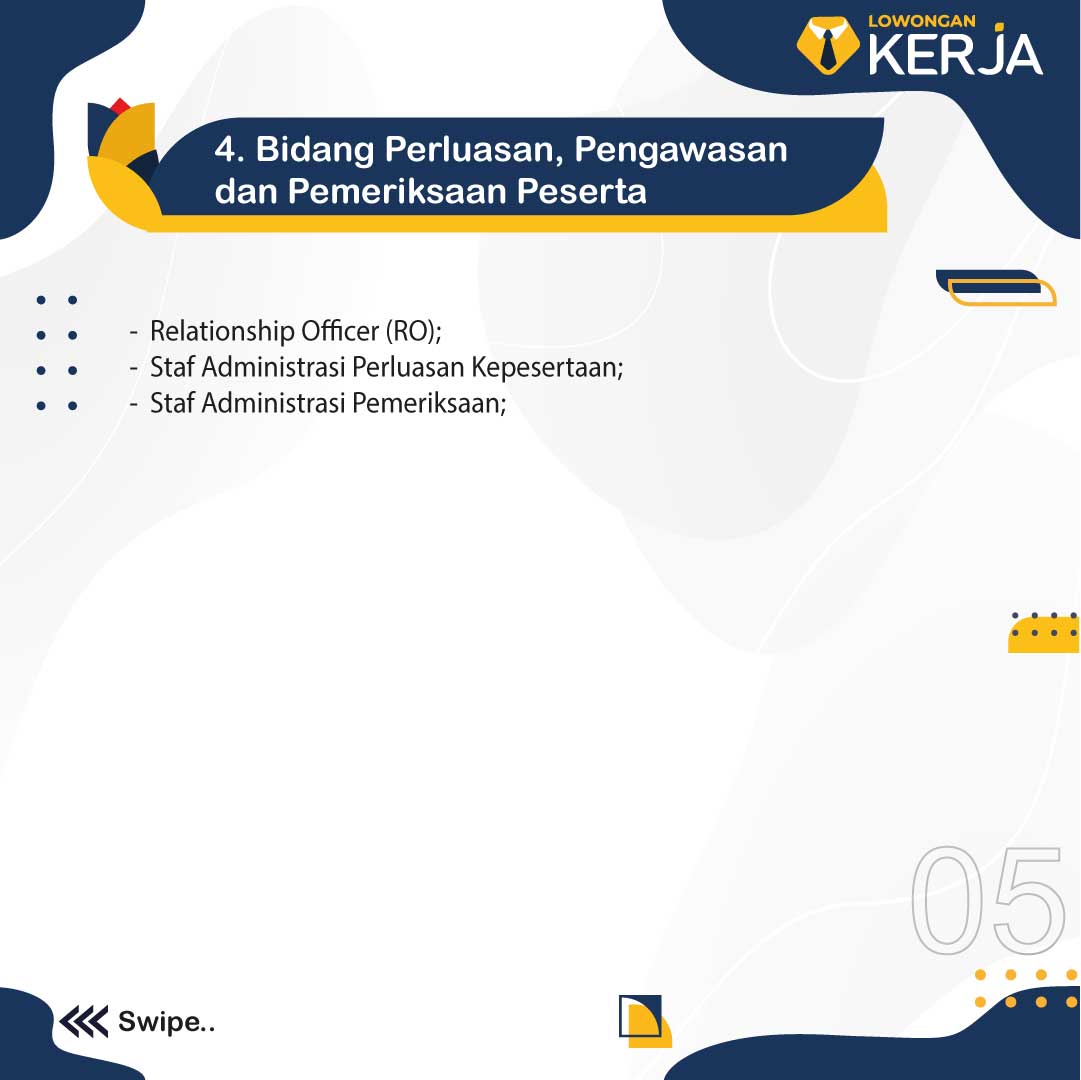 LOWONGAN
KERJA
4. Bidang Perluasan, Pengawasan
dan Pemeriksaan Peserta
- Relationship Officer (RO);
- Staf Administrasi Perluasan Kepesertaan;
- Staf Administrasi Pemeriksaan;
05
Swipe..